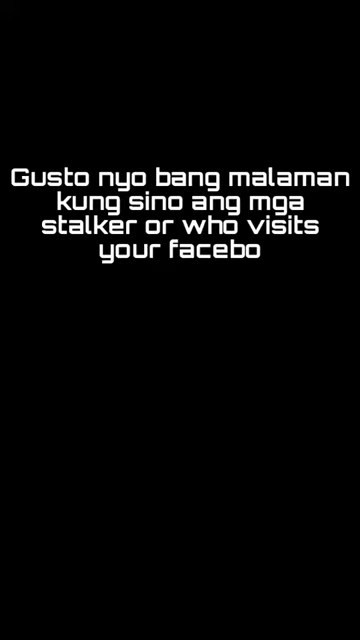 Gusto nyo bang malaman
kung sino ang mga
stalker or who visits
your facebo